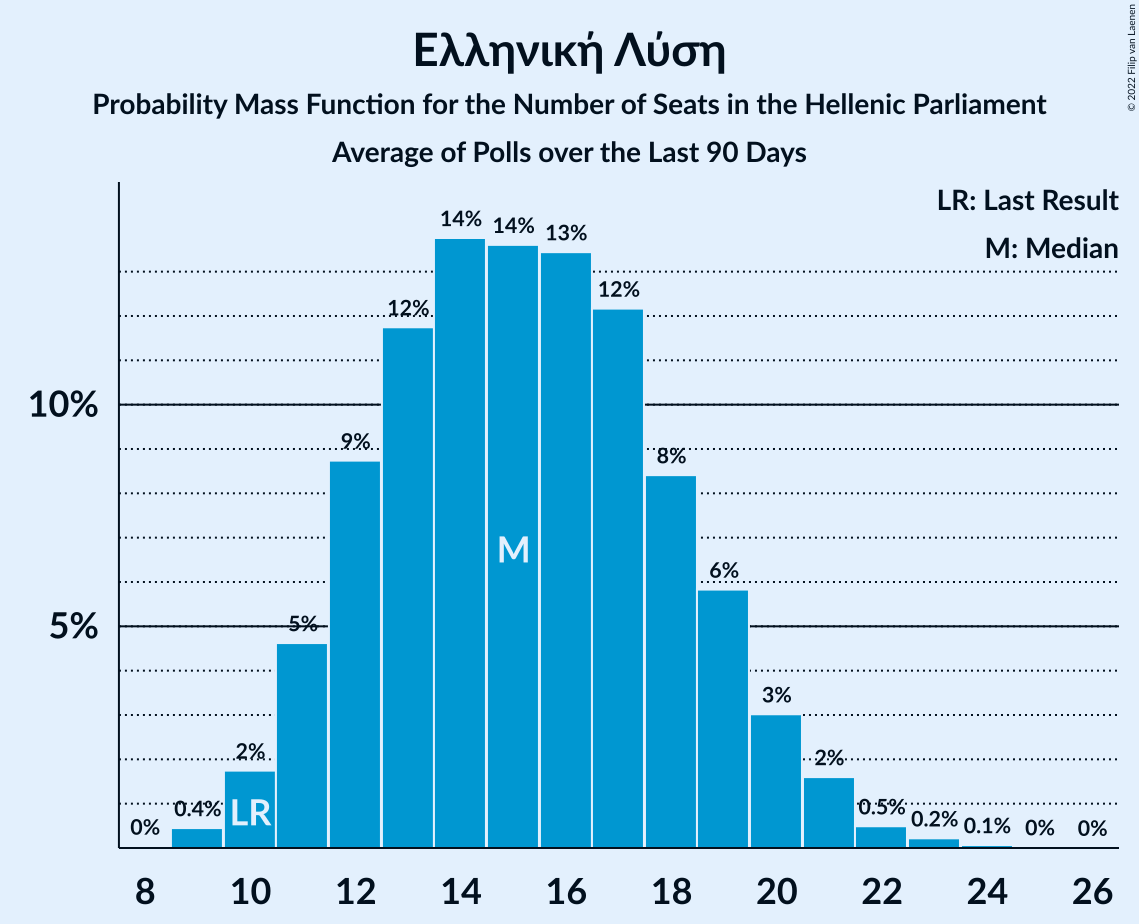 Ελληνική Λύση
Probability Mass Function for the Number of Seats in the Hellenic Parliament
Average of Polls over the Last 90 Days
© 2022 Filip van Laenen
LR: Last Result
M: Median
14%
14%
13%
12%
12%
10%
9%
8%
M
6%
5%
5%
3%
2%
2%
0.4%
LR
0.5%
0.2%
0.1%
0%
0%
0%
8 10 12 14 16 18 20 22 24 26